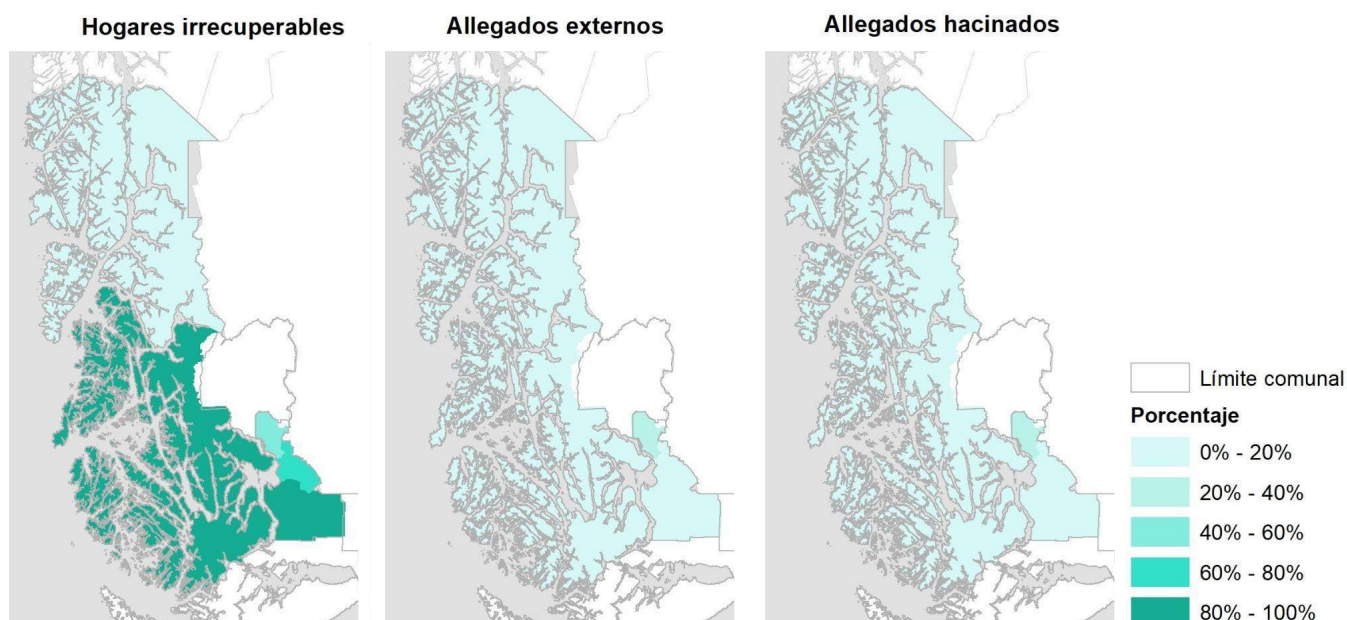 Hogares irrecuperables
Allegados externos
Allegados hacinados
Límite comunal
Porcentaje
0% - 20%
20% - 40%
40% - 60%
60% - 80%
80% - 100%